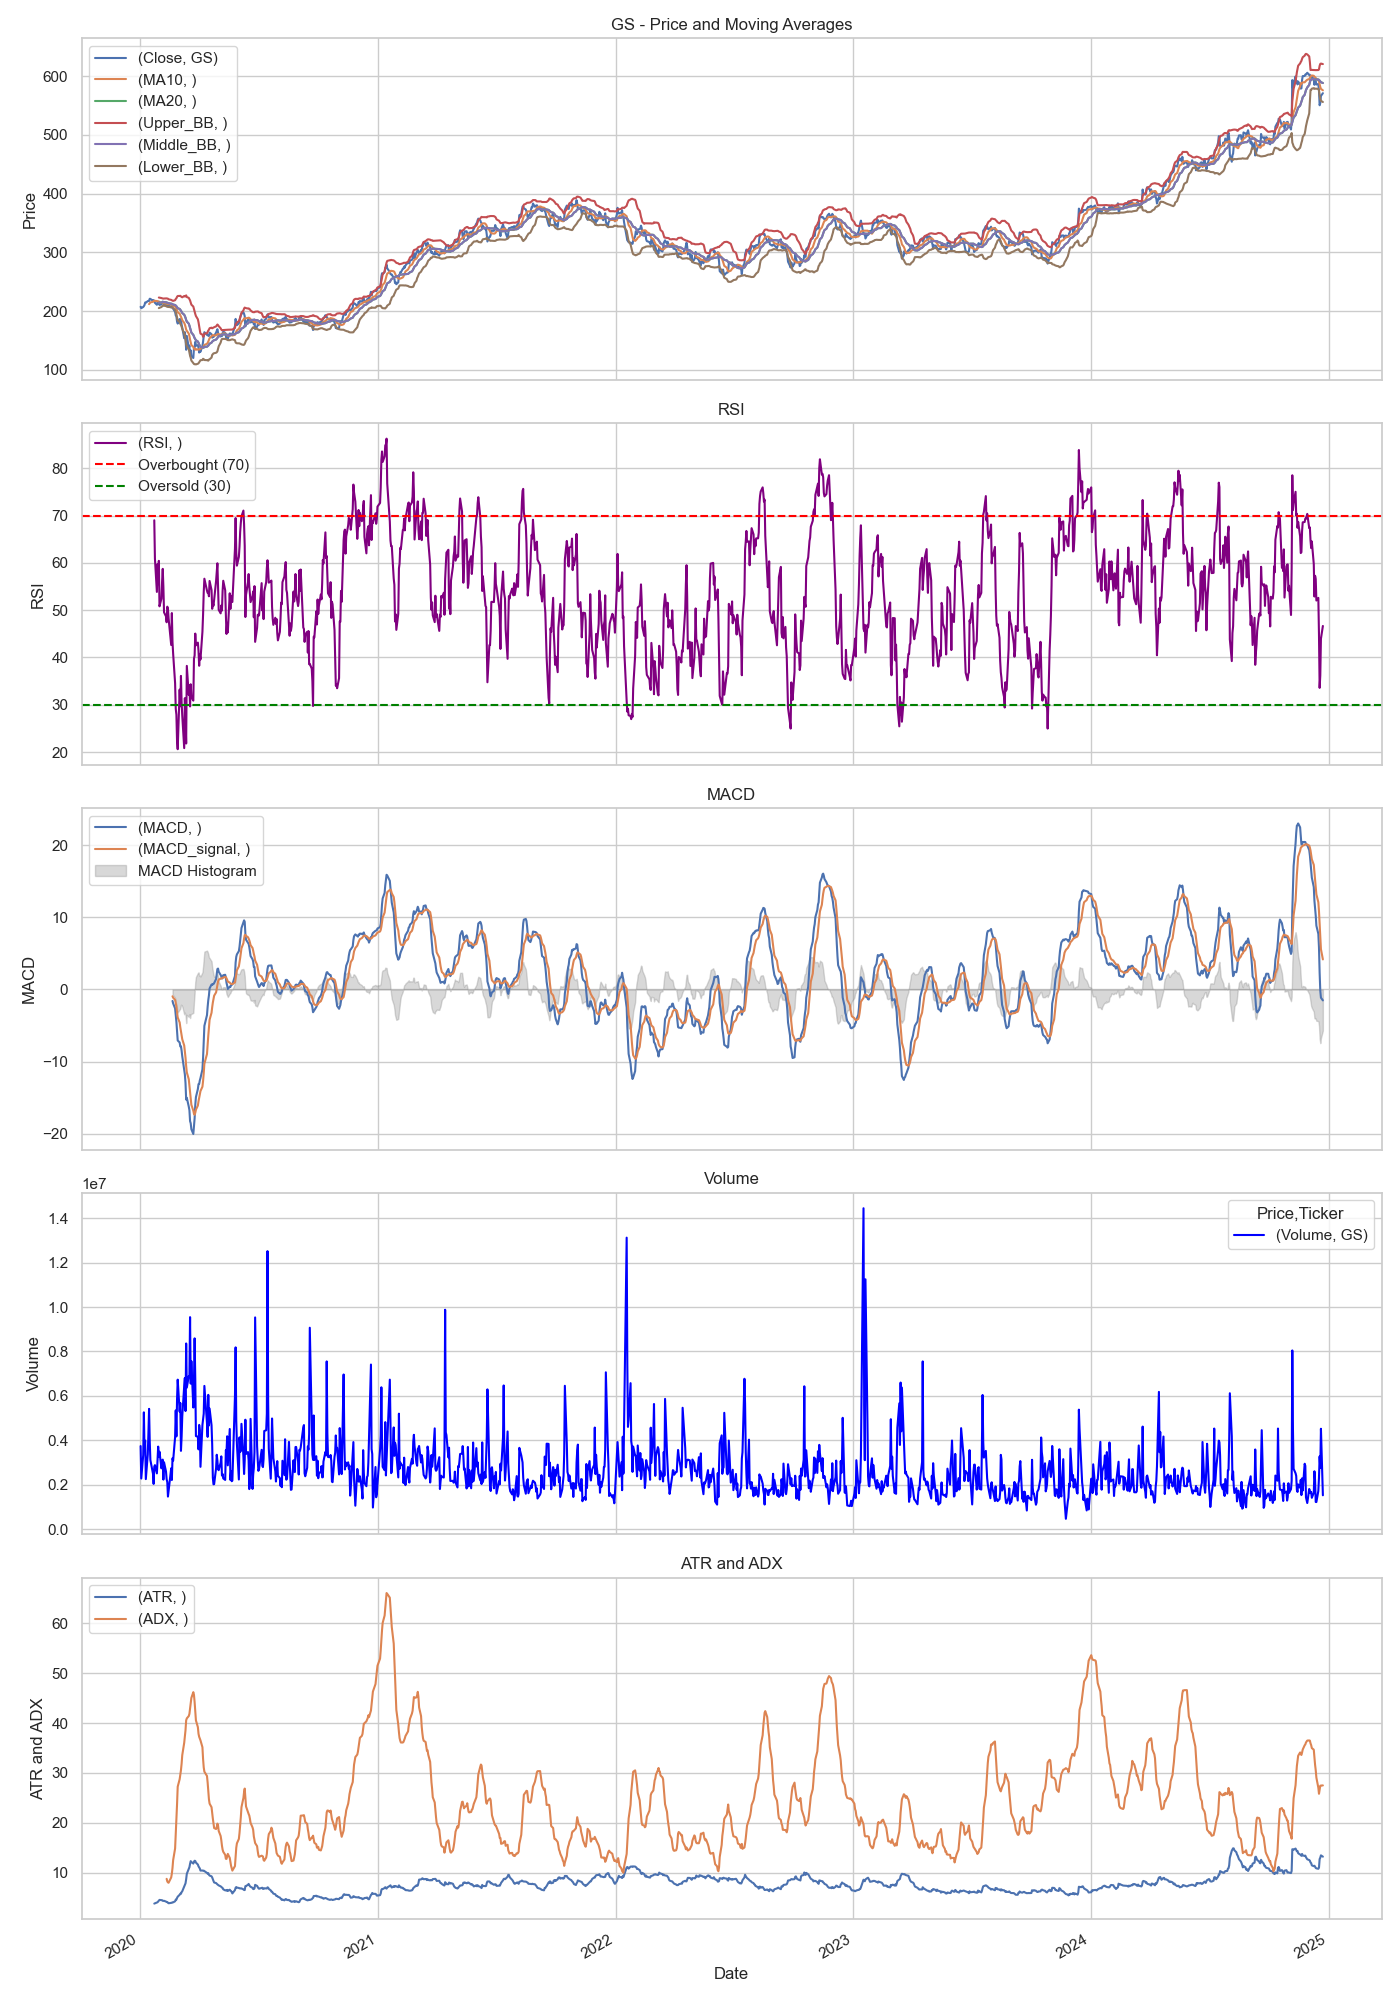 GS - Price and Moving Averages
(Close, GS)
(MA10, )
(MA20, )
(Upper_BB, )
(Middle_BB, )
(Lower_BB, )
600
500
400
300
200
100
Price
RSI
(RSI, )
Overbought (70)
Oversold (30)
80
70
60
50
40
30
20
RSI
MACD
(MACD, )
(MACD_signal, )
MACD Histogram
20
10
0
−10
−20
MACD
Volume
1e7
Price,Ticker
(Volume, GS)
1.4
1.2
1.0
0.8
0.6
0.4
0.2
0.0
Volume
ATR and ADX
(ATR, )
(ADX, )
60
50
40
30
20
10
ATR and ADX
2020
2021
2022
2023
2024
2025
Date